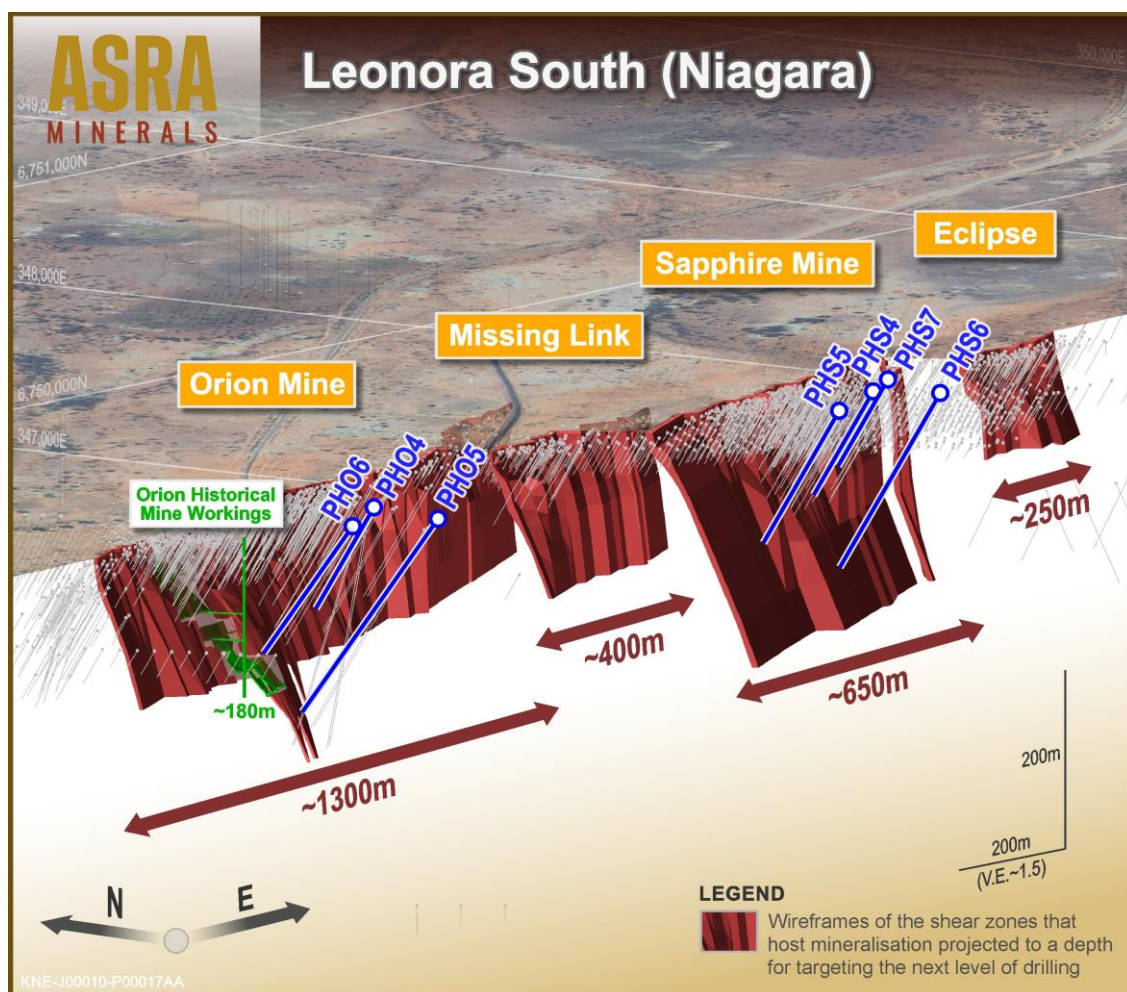 ASRA
MINERALS
Leonora South (Niagara)
350,000E
349,000E
6,751,000N
Eclipse
Sapphire Mine
348,000E
Missing Link
Orion Mine
6,750,000N
347,000E
PHS5
PHS4
PHS7
PHS6
PHO6
PHO4
PHO5
Orion Historical
Mine Workings
~250m
~400m
~650m
~180m
~1300m
200m
200m
(V.E.~1.5)
N
E
LEGEND
Wireframes of the shear zones that
host mineralisation projected to a depth
for targeting the next level of drilling
KNE-J00010-P00017AA